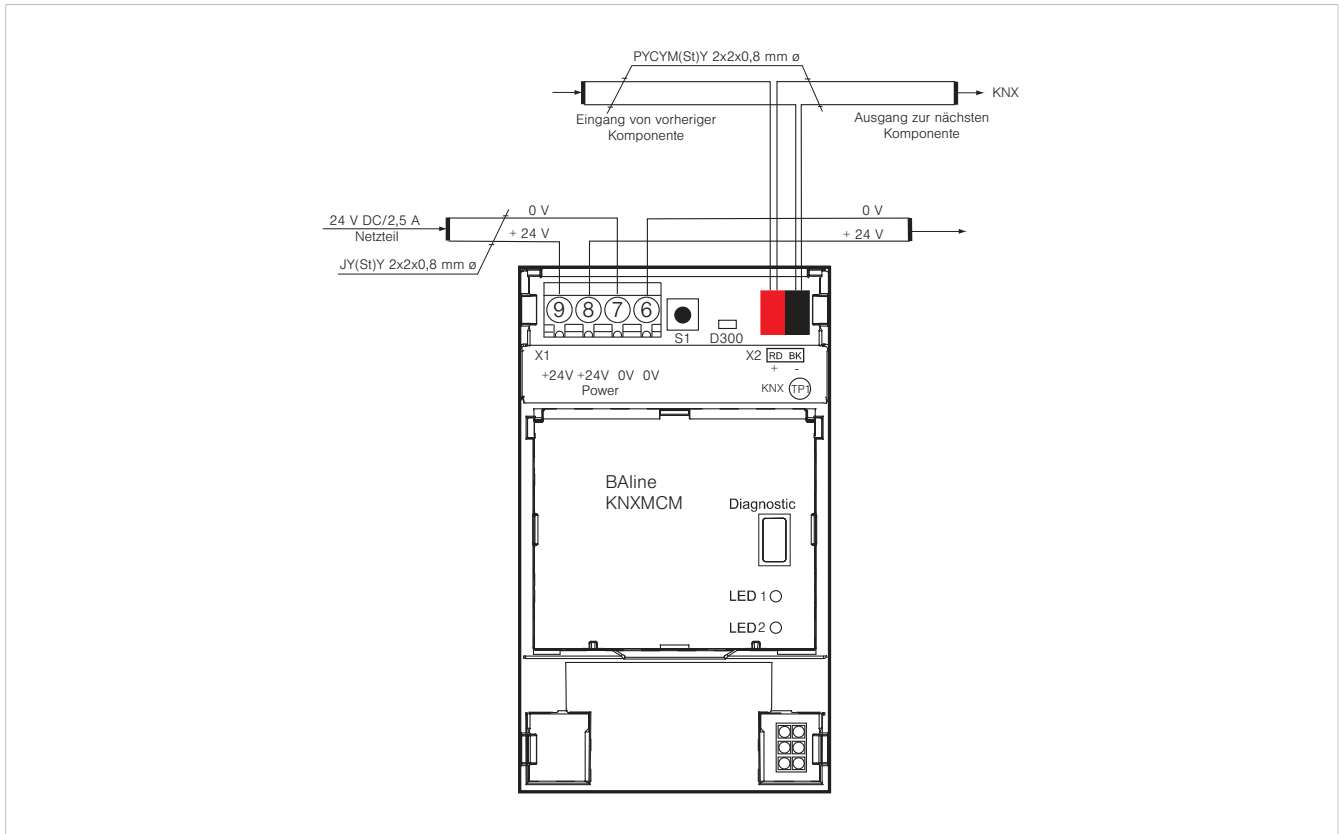 PYCYM(St)Y 2x2x0,8 mm ø
KNX
Eingang von vorheriger
Komponente
Ausgang zur nächsten
Komponente
24 V DC/2,5 A
Netzteil
0 V
+ 24 V
0 V
+ 24 V
JY(St)Y 2x2x0,8 mm ø
9 8 7 6
S1 D300
X1
+24V +24V 0V 0V
Power
X2 RD BK
+ -
KNX TP1
BAline
KNXMCM
Diagnostic
LED 1
LED 2